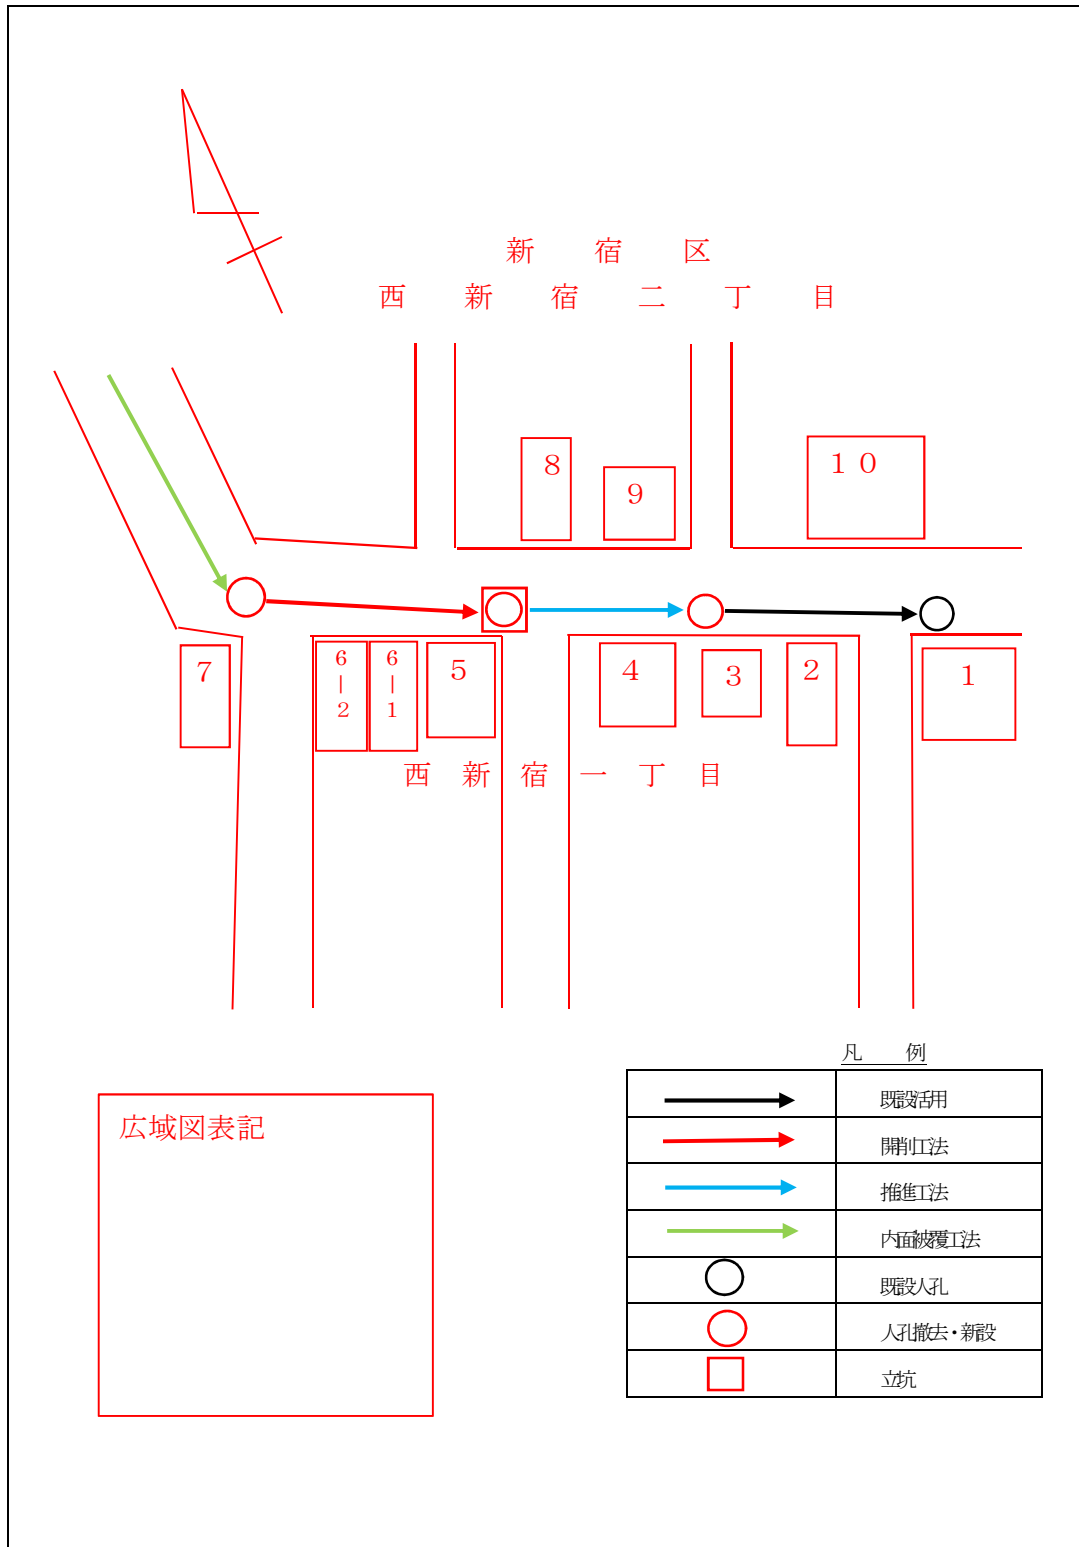 新宿区
西新宿二丁目
8
9
10
7
6-2
6-1
5
4
3
2
1
西新宿一丁目
凡例
既設活用
開削工法
推進工法
内面被覆工法
既設人孔
人孔撤去・新設
立坑
広域図表記